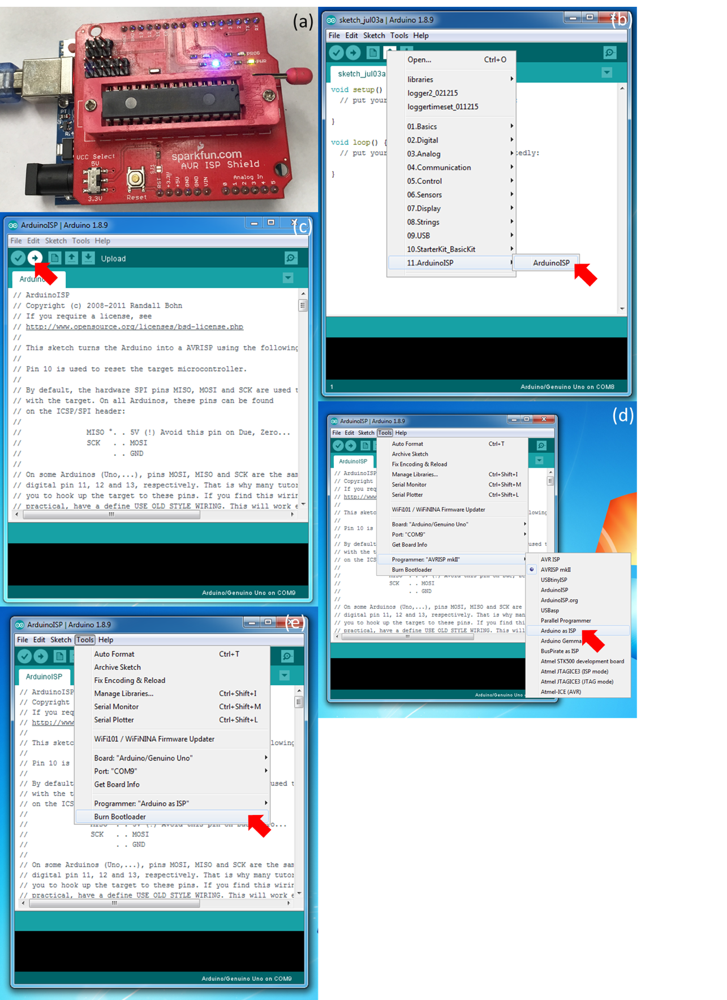 (a)
REF
GND
13
12
11
3
2
TX
RX
PROG
PWR
VCC Select
5V
3.3V
Reset
SJ1
sparkfun.com
AVR ISP Shield
RST
+3.3V
+5V
GND
GND
VIN
Analog In
0
1
2
3
4
5
(b)
sketch_jul03a | Arduino 1.8.9
File Edit Sketch Tools Help
sketch_jul03a
void setup()
// put your
:
}
void loop() {
// put your
edly:
}
Open... Ctrl+O
libraries
logger2_021215
loggertimeset_011215
01.Basics
02.Digital
03.Analog
04.Communication
05.Control
06.Sensors
07.Display
08.Strings
09.USB
10.StarterKit_BasicKit
11.ArduinoISP
ArduinoISP
1
Arduino/Genuino Uno on COM8
(c)
ArduinoISP | Arduino 1.8.9
File Edit Sketch Tools Help
Upload
Arduino
// ArduinoISP
// Copyright (c) 2008-2011 Randall Bohn
// If you require a license, see
// http://www.opensource.org/licenses/bsd-license.php
//
// This sketch turns the Arduino into a AVRISP using the following
//
// Pin 10 is used to reset the target microcontroller.
//
// By default, the hardware SPI pins MISO, MOSI and SCK are used t
// with the target. On all Arduinos, these pins can be found
// on the ICSP/SPI header:
//
// MISO °. . 5V (!) Avoid this pin on Due, Zero...
// SCK . . MOSI
// . . GND
//
// On some Arduinos (Uno,...), pins MOSI, MISO and SCK are the sam
// digital pin 11, 12 and 13, respectively. That is why many tutor
// you to hook up the target to these pins. If you find this wirin
// practical, have a define USE OLD STYLE WIRING. This will work e
Arduino/Genuino Uno on COM9
(d)
ArduinoISP | Arduino 1.8.9
File Edit Sketch Tools Help
ArduinoISP
// ArduinoISP
// Copyright
// If you req
// http://www
//
// This sketc
lowing
//
// Pin 10 is
//
// By default
used t
// with the t
// on the ICS
//
// MISO . . 5V (!) Avoid this pin on Due, Ze
// SCK . . MOSI
// . . GND
//
// On some Arduinos (Uno,...), pins MOSI, MISO and SCK are
// digital pin 11, 12 and 13, respectively. That is why man
// you to hook up the target to these pins. If you find thi
// practical, have a define USE OLD STYLE WIRING. This will
Auto Format Ctrl+T
Archive Sketch
Fix Encoding & Reload
Manage Libraries... Ctrl+Shift+I
Serial Monitor Ctrl+Shift+M
Serial Plotter Ctrl+Shift+L
WiFi101 / WiFiNINA Firmware Updater
Board: "Arduino/Genuino Uno"
Port: "COM9"
Get Board Info
Programmer: "AVRISP mkII"
Burn Bootloader
AVR ISP
AVRISP mkII
USBtinyISP
ArduinoISP
ArduinoISP.org
USBasp
Parallel Programmer
Arduino as ISP
Arduino Gemma
BusPirate as ISP
Atmel STK500 development board
Atmel JTAGICE3 (ISP mode)
Atmel JTAGICE3 (JTAG mode)
Atmel-ICE (AVR)
Arduino/Genuino Uno
(e)
ArduinoISP | Arduino 1.8.9
File Edit Sketch Tools Help
ArduinoISP
// ArduinoISP
// Copyright
// If you req
// http://www
//
// This sketc
lowing
//
// Pin 10 is
//
// By default
used t
// with the t
// on the ICS
//
// MISO . . 5V (!) Avoid this pin on Due, Zero...
// SCK . . MOSI
// . . GND
//
// On some Arduinos (Uno,...), pins MOSI, MISO and SCK are the sam
// digital pin 11, 12 and 13, respectively. That is why many tutor
// you to hook up the target to these pins. If you find this wirin
// practical, have a define USE OLD STYLE WIRING. This will work e
Auto Format Ctrl+T
Archive Sketch
Fix Encoding & Reload
Manage Libraries... Ctrl+Shift+I
Serial Monitor Ctrl+Shift+M
Serial Plotter Ctrl+Shift+L
WiFi101 / WiFiNINA Firmware Updater
Board: "Arduino/Genuino Uno"
Port: "COM9"
Get Board Info
Programmer: "Arduino as ISP"
Burn Bootloader
Arduino/Genuino Uno on COM9